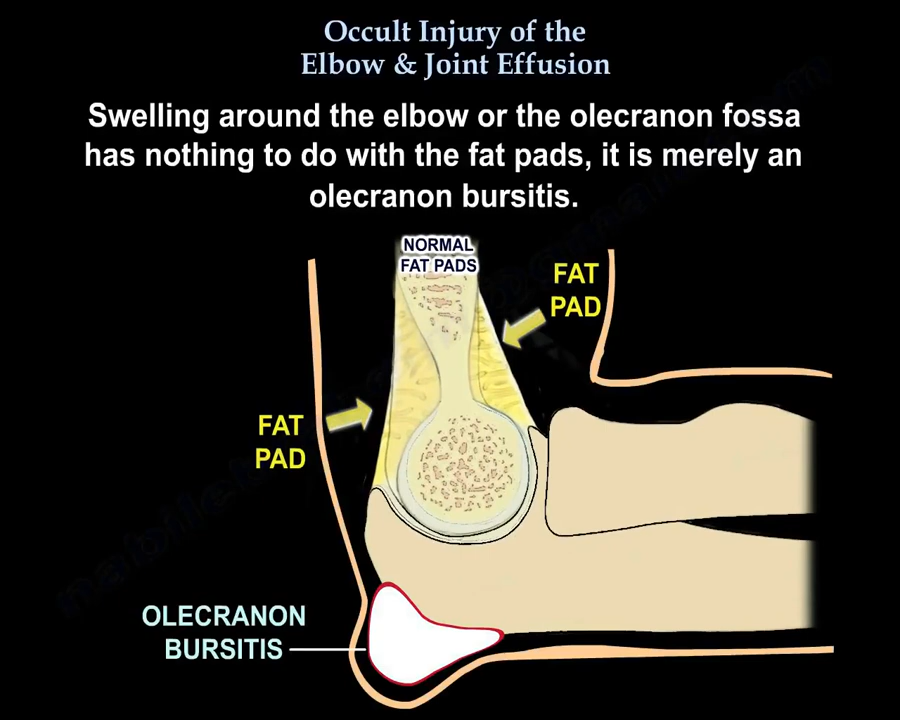 Occult Injury of the
Elbow & Joint Effusion
Swelling around the elbow or the olecranon fossa
has nothing to do with the fat pads, it is merely an
olecranon bursitis.
NORMAL
FAT PADS
FAT
PAD
FAT
PAD
OLECRANON
BURSITIS